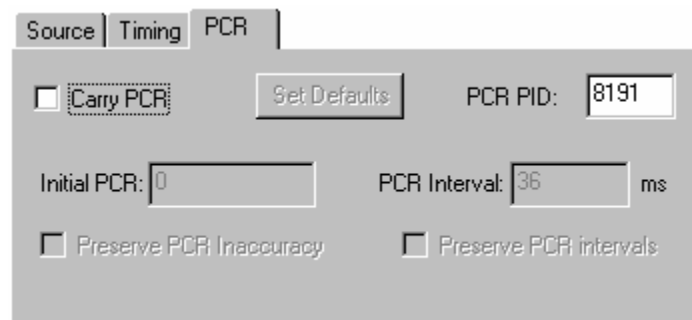 Source Timing PCR
Carry PCR Set Defaults PCR PID: 8191
Initial PCR: 0 PCR Interval: 36 ms
Preserve PCR Inaccuracy Preserve PCR intervals